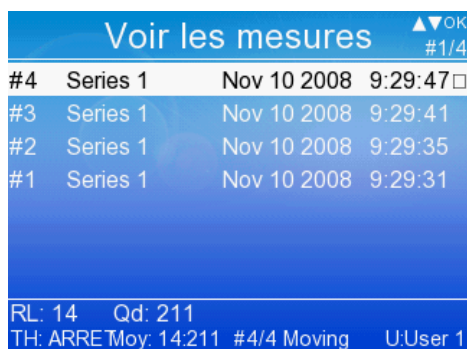 Voir les mesures
▲▼OK
#1/4
#4 Series 1 Nov 10 2008 9:29:47□
#3 Series 1 Nov 10 2008 9:29:41
#2 Series 1 Nov 10 2008 9:29:35
#1 Series 1 Nov 10 2008 9:29:31
RL: 14 Qd: 211
TH: ARRET Moy: 14:211 #4/4 Moving U:User 1